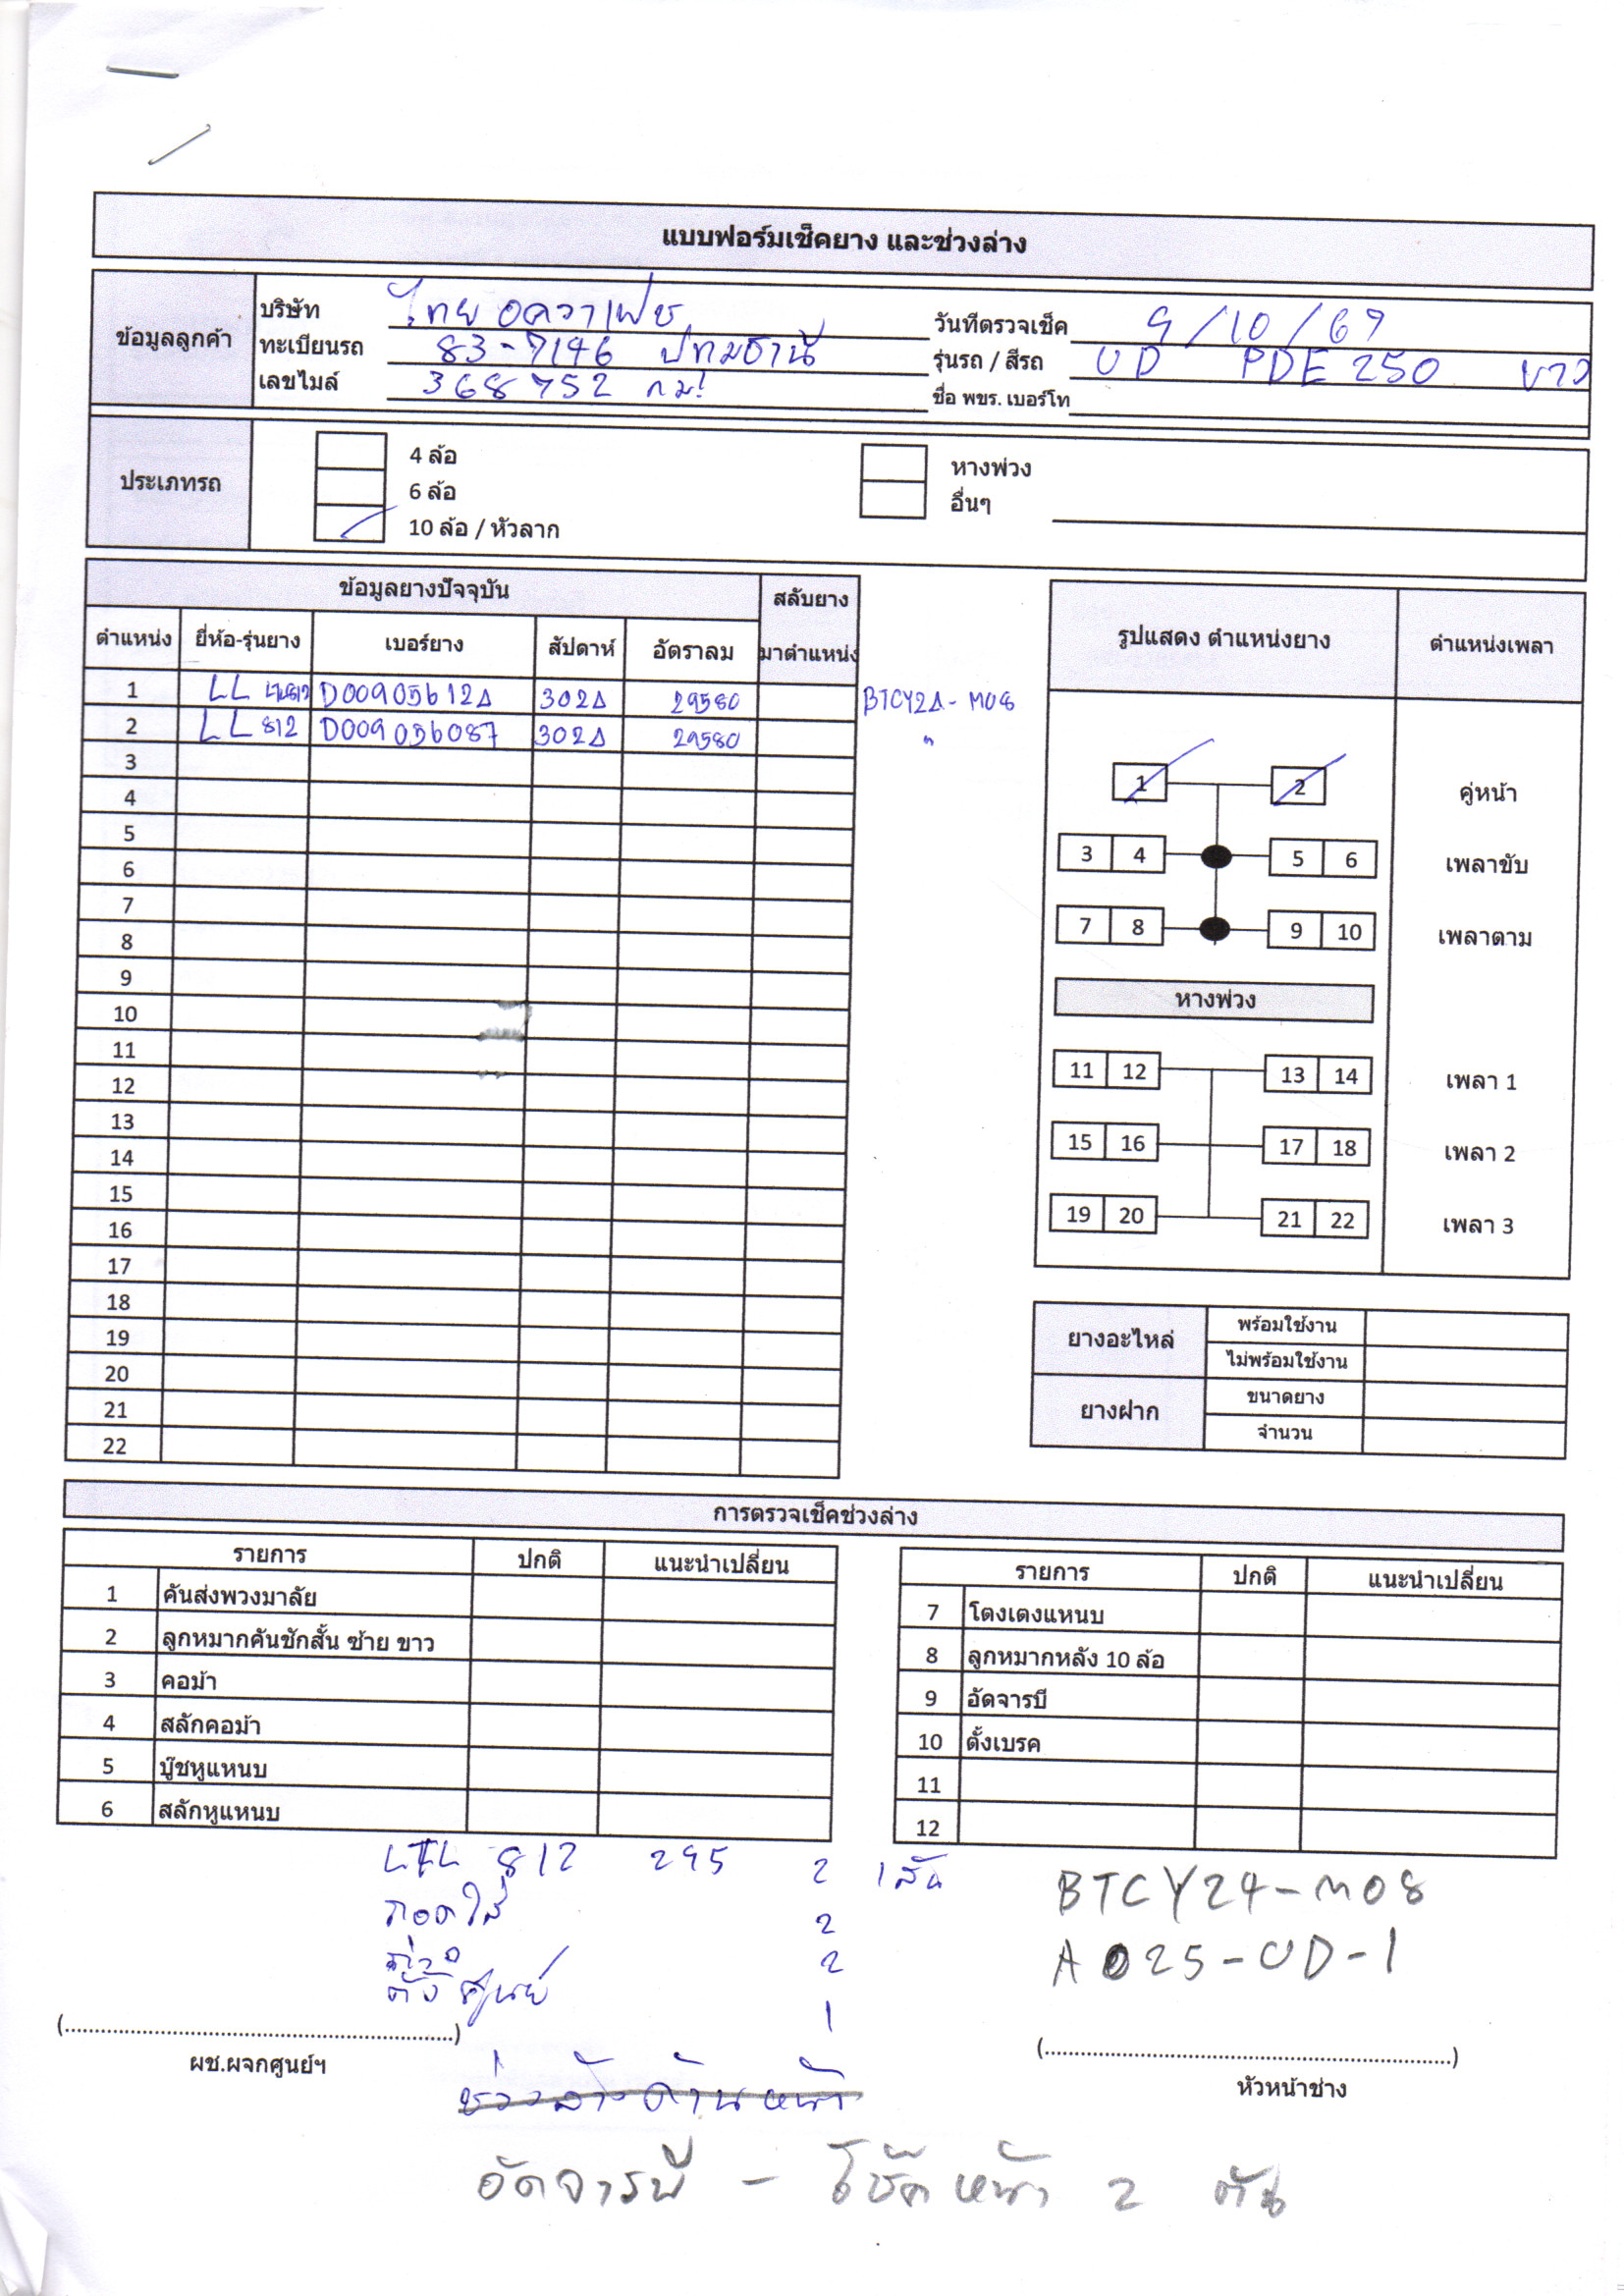 แบบฟอร์มเช็คยาง และช่วงล่าง
ข้อมูลลูกค้า
บริษัท ไทยอควาเฟช
วันทีตรวจเช็ค 9/10/67
ทะเบียนรถ 83-7146 ปทุมธานี
รุ่นรถ / สีรถ UD PDE 250 ขาว
เลขไมล์ 368752 กม.
ชื่อ พขร. เบอร์โท
ประเภทรถ
4 ล้อ
6 ล้อ
10 ล้อ / หัวลาก
หางพ่วง
อื่นๆ
ข้อมูลยางปัจจุบัน สลับยาง
ตำแหน่ง ยี่ห้อ-รุ่นยาง เบอร์ยาง สัปดาห์ อัตราลม มาตำแหน่ง
1 LL 812 D00905612Δ 302Δ 29580 BTCY2Δ-M08
2 LL 812 D009056087 302Δ 29580 "
3
4
5
6
7
8
9
10
11
12
13
14
15
16
17
18
19
20
21
22
รูปแสดง ตำแหน่งยาง ตำแหน่งเพลา
1 2 คู่หน้า
3 4 5 6 เพลาขับ
7 8 9 10 เพลาตาม
หางพ่วง
11 12 13 14 เพลา 1
15 16 17 18 เพลา 2
19 20 21 22 เพลา 3
ยางอะไหล่ พร้อมใช้งาน
ไม่พร้อมใช้งาน
ยางฝาก ขนาดยาง
จำนวน
การตรวจเช็คช่วงล่าง
รายการ ปกติ แนะนำเปลี่ยน
1 คันส่งพวงมาลัย
2 ลูกหมากคันชักสั้น ซ้าย ขาว
3 คอม้า
4 สลักคอม้า
5 บู๊ชหูแหนบ
6 สลักหูแหนบ
รายการ ปกติ แนะนำเปลี่ยน
7 โตงเตงแหนบ
8 ลูกหมากหลัง 10 ล้อ
9 อัดจารบี
10 ตั้งเบรค
11
12
812 295 2 เส้น
ถอดใส่ 2
ถ่วง 2
ตั้งศูนย์ 1
BTCY24-M08
A025-UD-1
(......................................................................)
ผช.ผจกศูนย์ฯ
(......................................................................)
หัวหน้าช่าง
ช่วงล่างด้านหน้า
อัดจารบี - โช๊คหน้า 2 ต้น